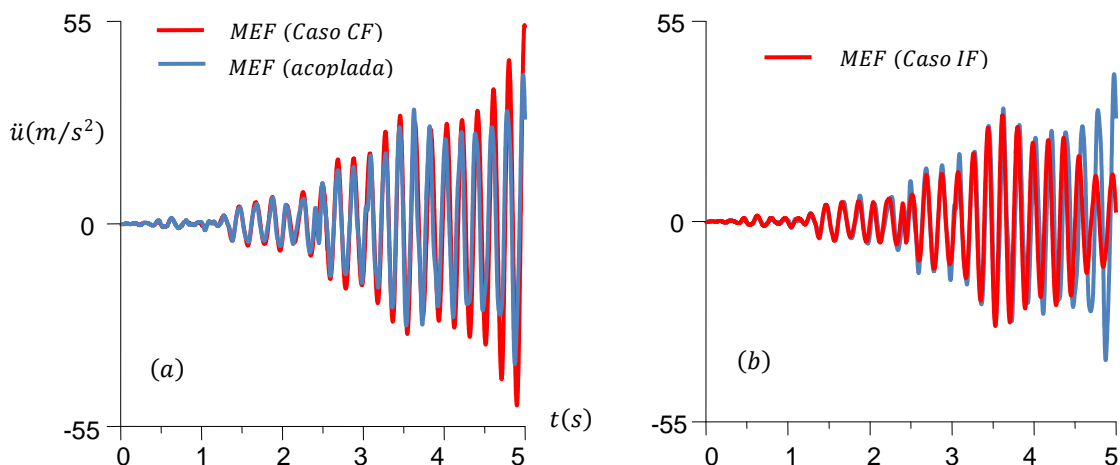 55
MEF (Caso CF)
MEF (acoplada)
ü(m/s²)
0
(a)
-55
0 1 2 3 4 5
t(s)
55
MEF (Caso IF)
0
(b)
-55
0 1 2 3 4 5